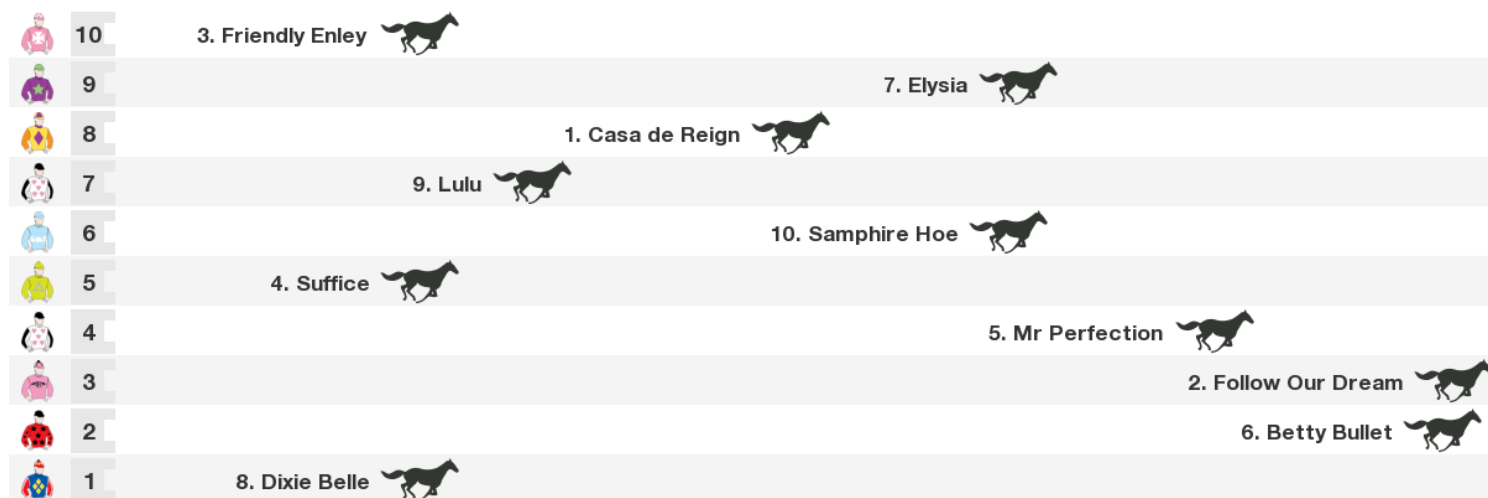 10 3. Friendly Enley
9 7. Elysia
8 1. Casa de Reign
7 9. Lulu
6 10. Samphire Hoe
5 4. Suffice
4 5. Mr Perfection
3 2. Follow Our Dream
2 6. Betty Bullet
1 8. Dixie Belle